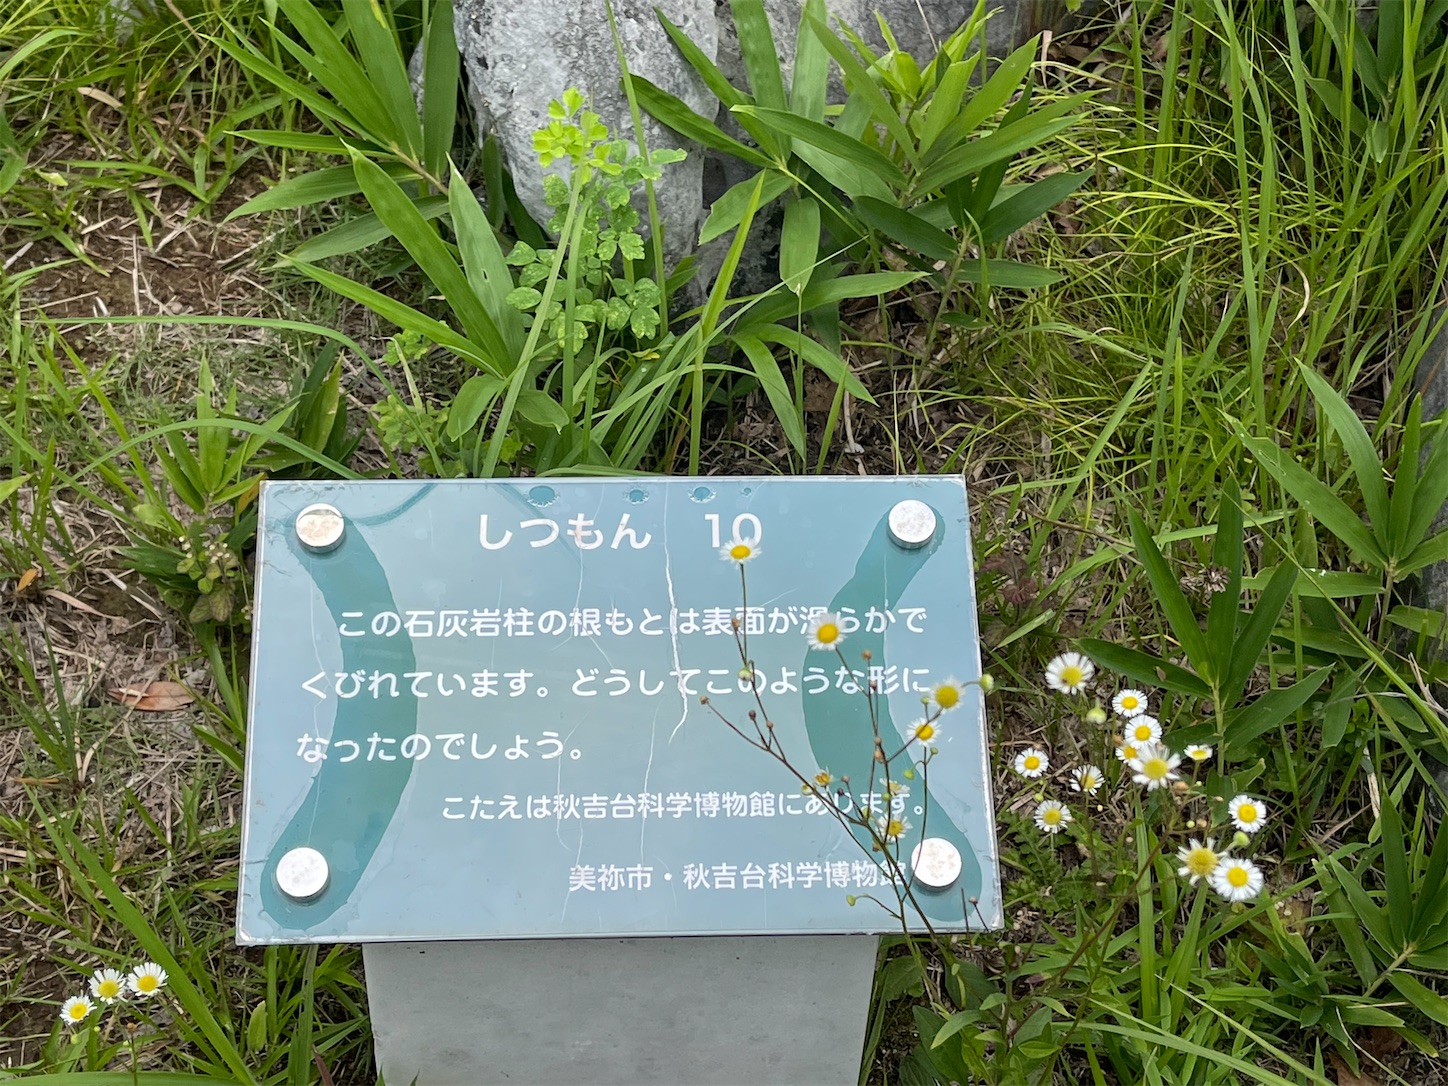 しつもん 10
この石灰岩柱の根もとは表面が滑らかで
くびれています。どうしてこのような形に
なったのでしょう。
こたえは秋吉台科学博物館にあります。
美祢市・秋吉台科学博物館